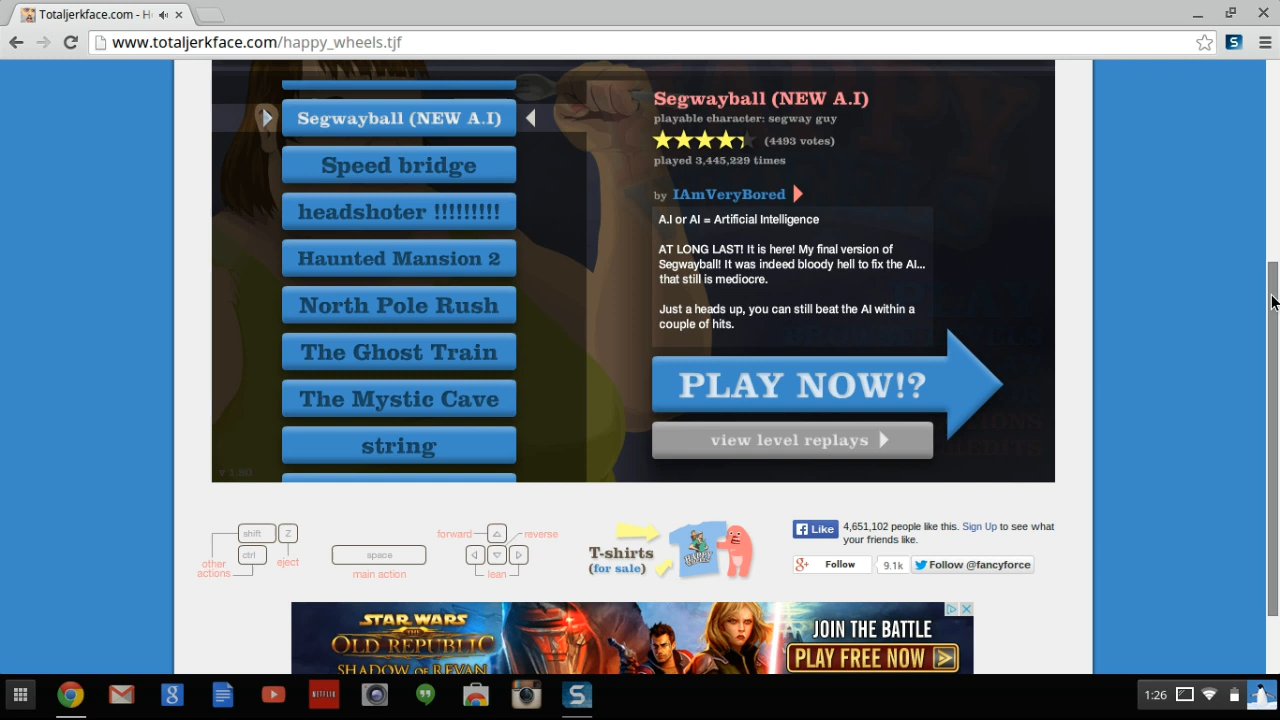 Totaljerkface.com - H
www.totaljerkface.com/happy_wheels.tjf
Segwayball (NEW A.I)
Speed bridge
headshoter !!!!!!!!!
Haunted Mansion 2
North Pole Rush
The Ghost Train
The Mystic Cave
string
v 1.80
Segwayball (NEW A.I)
playable character: segway guy
(4493 votes)
played 3,445,229 times
by IAmVeryBored
A.I or AI = Artificial Intelligence
AT LONG LAST! It is here! My final version of
Segwayball! It was indeed bloody hell to fix the AI...
that still is mediocre.
Just a heads up, you can still beat the AI within a
couple of hits.
PLAY NOW!?
view level replays
shift Z
ctrl
other
actions
eject
space
main action
forward reverse
lean
T-shirts
(for sale)
Like 4,651,102 people like this. Sign Up to see what
your friends like.
g+ Follow 9.1k Follow @fancyforce
STAR WARS
THE
OLD REPUBLIC
SHADOW OF REVAN
JOIN THE BATTLE
PLAY FREE NOW
NETFLIX
1:26